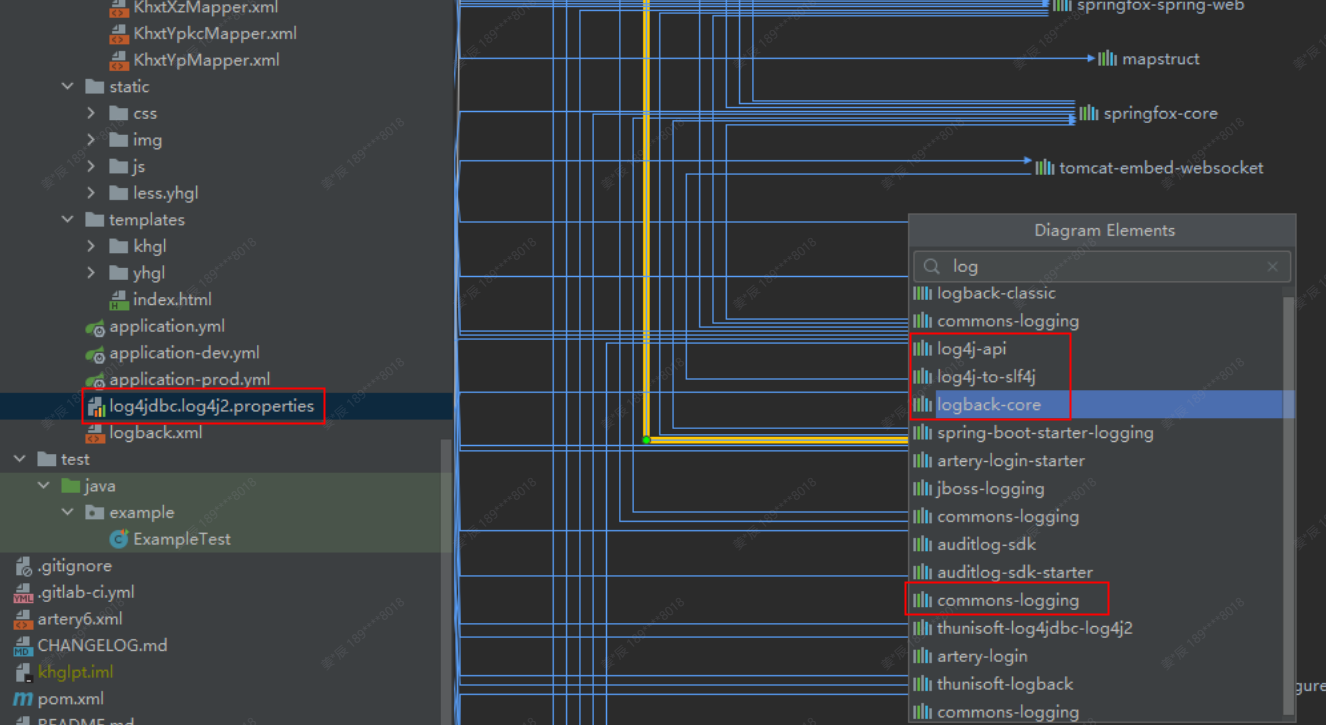 KhxtXzMapper.xml
KhxtYpkcMapper.xml
KhxtYpMapper.xml
static
css
img
js
less.yhgl
templates
khgl
yhgl
index.html
application.yml
application-dev.yml
application-prod.yml
log4jdbc.log4j2.properties
logback.xml
test
java
example
ExampleTest
.gitignore
.gitlab-ci.yml
artery6.xml
CHANGELOG.md
khglpt.iml
pom.xml
README.md
springfox-spring-web
mapstruct
springfox-core
tomcat-embed-websocket
Diagram Elements
log
logback-classic
commons-logging
log4j-api
log4j-to-slf4j
logback-core
spring-boot-starter-logging
artery-login-starter
jboss-logging
commons-logging
auditlog-sdk
auditlog-sdk-starter
commons-logging
thunisoft-log4jdbc-log4j2
artery-login
thunisoft-logback
commons-logging
gure